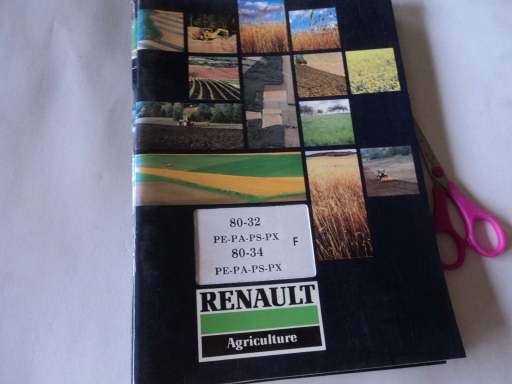 80-32
PE-PA-PS-PX F
80-34
PE-PA-PS-PX
RENAULT
Agriculture